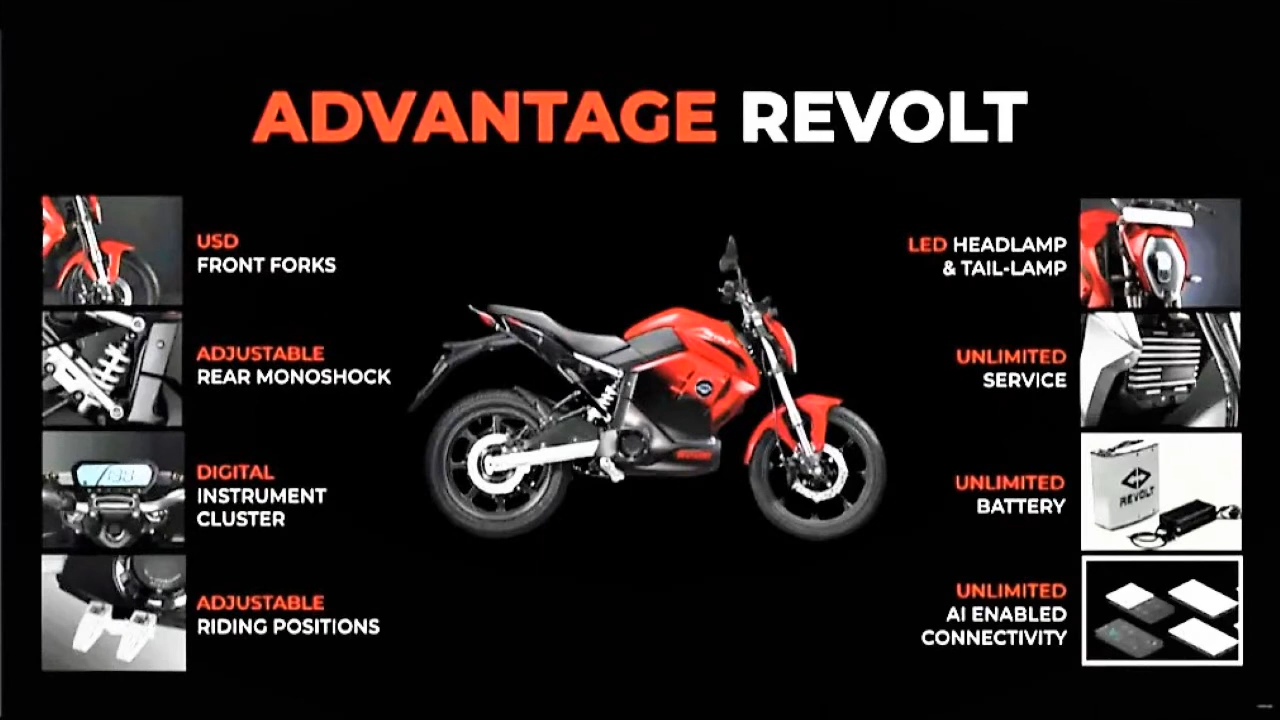 ADVANTAGE REVOLT
USD
FRONT FORKS
ADJUSTABLE
REAR MONOSHOCK
DIGITAL
INSTRUMENT
CLUSTER
ADJUSTABLE
RIDING POSITIONS
LED HEADLAMP
& TAIL-LAMP
UNLIMITED
SERVICE
UNLIMITED
BATTERY
REVOLT
UNLIMITED
AI ENABLED
CONNECTIVITY